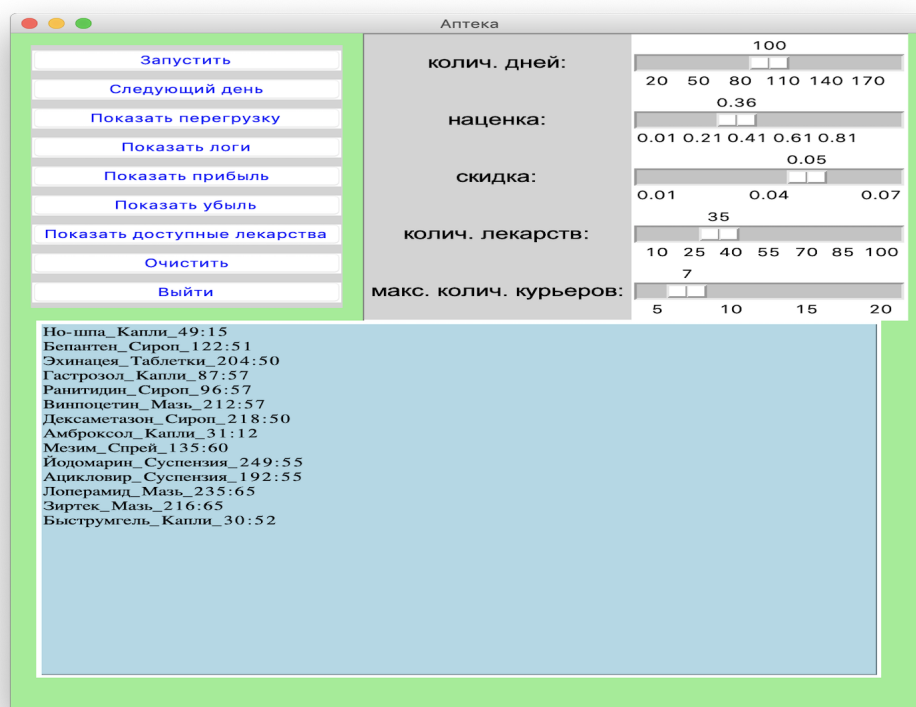 Аптека
Запустить
Следующий день
Показать перегрузку
Показать логи
Показать прибыль
Показать убыль
Показать доступные лекарства
Очистить
Выйти
колич. дней:
100
20 50 80 110 140 170
наценка:
0.36
0.01 0.21 0.41 0.61 0.81
скидка:
0.05
0.01 0.04 0.07
колич. лекарств:
35
10 25 40 55 70 85 100
макс. колич. курьеров:
7
5 10 15 20
Но-шпа_Капли_49:15
Бепантен_Сироп_122:51
Эхинацея_Таблетки_204:50
Гастрозол_Капли_87:57
Ранитидин_Сироп_96:57
Винпоцетин_Мазь_212:57
Дексаметазон_Сироп_218:50
Амброксол_Капли_31:12
Мезим_Спрей_135:60
Йодомарин_Суспензия_249:55
Ацикловир_Суспензия_192:55
Лоперамид_Мазь_235:65
Зиртек_Мазь_216:65
Быструмгель_Капли_30:52